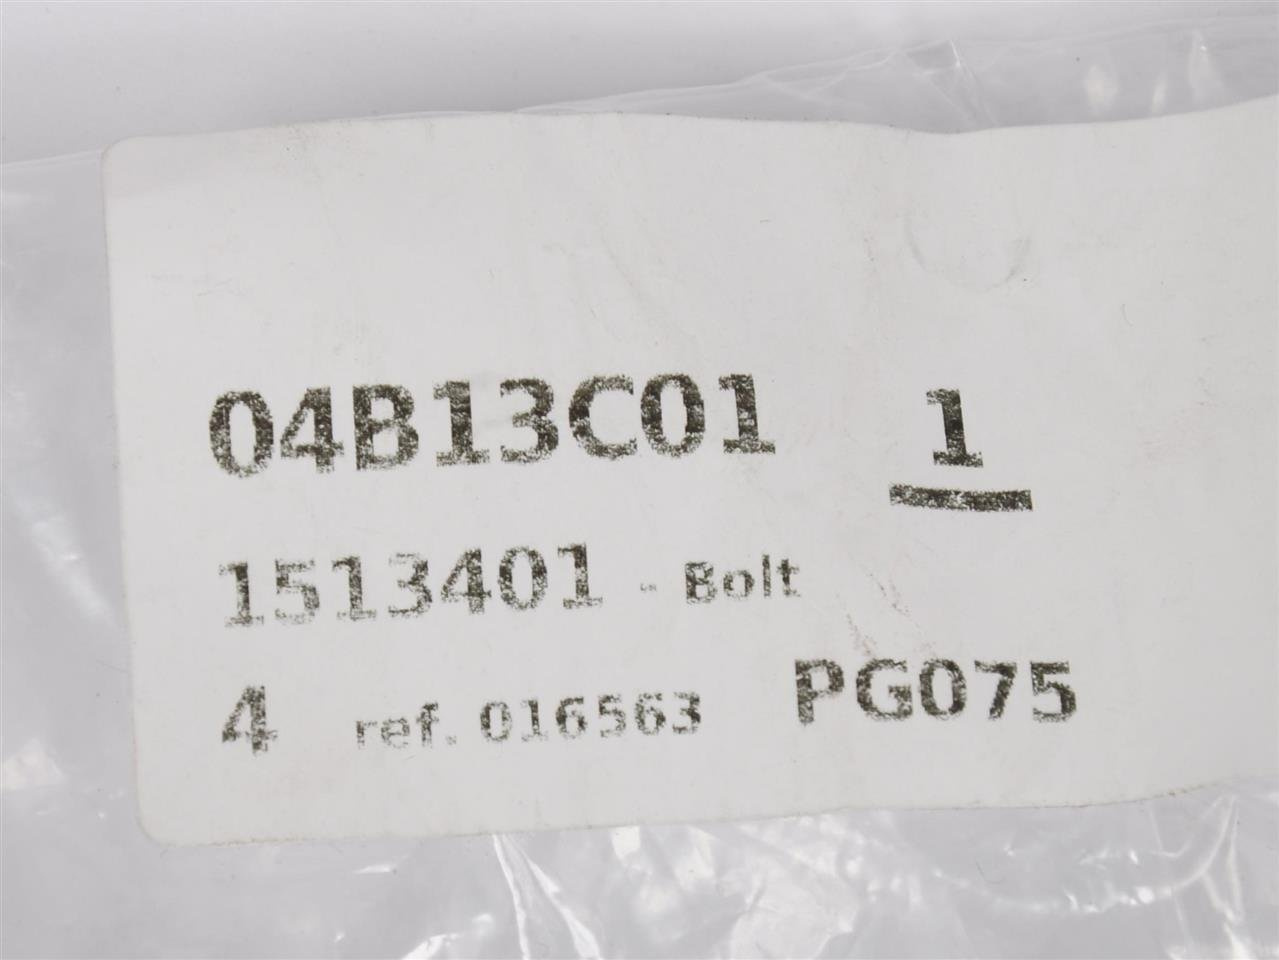 04B13C01 1
1513401 - Bolt
4 ref. 016563 PG075